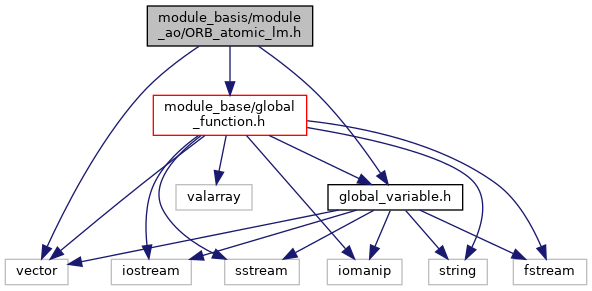 module_basis/module
_ao/ORB_atomic_lm.h
module_base/global
_function.h
valarray
global_variable.h
vector
iostream
sstream
iomanip
string
fstream